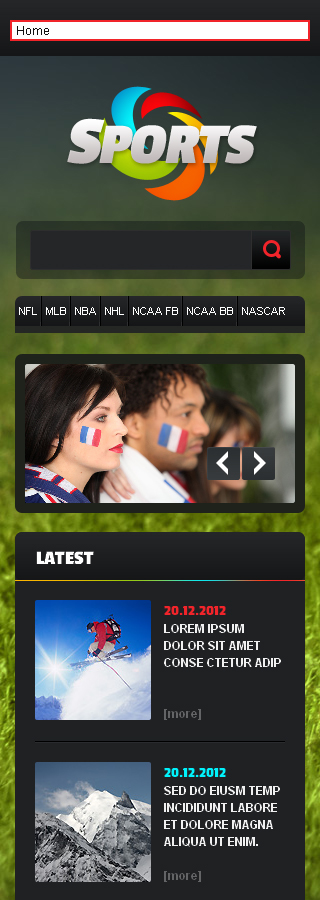 Home
SPORTS
NFL MLB NBA NHL NCAA FB NCAA BB NASCAR
LATEST
20.12.2012
LOREM IPSUM
DOLOR SIT AMET
CONSE CTETUR ADIP
[more]
20.12.2012
SED DO EIUSM TEMP
INCIDIDUNT LABORE
ET DOLORE MAGNA
ALIQUA UT ENIM.
[more]